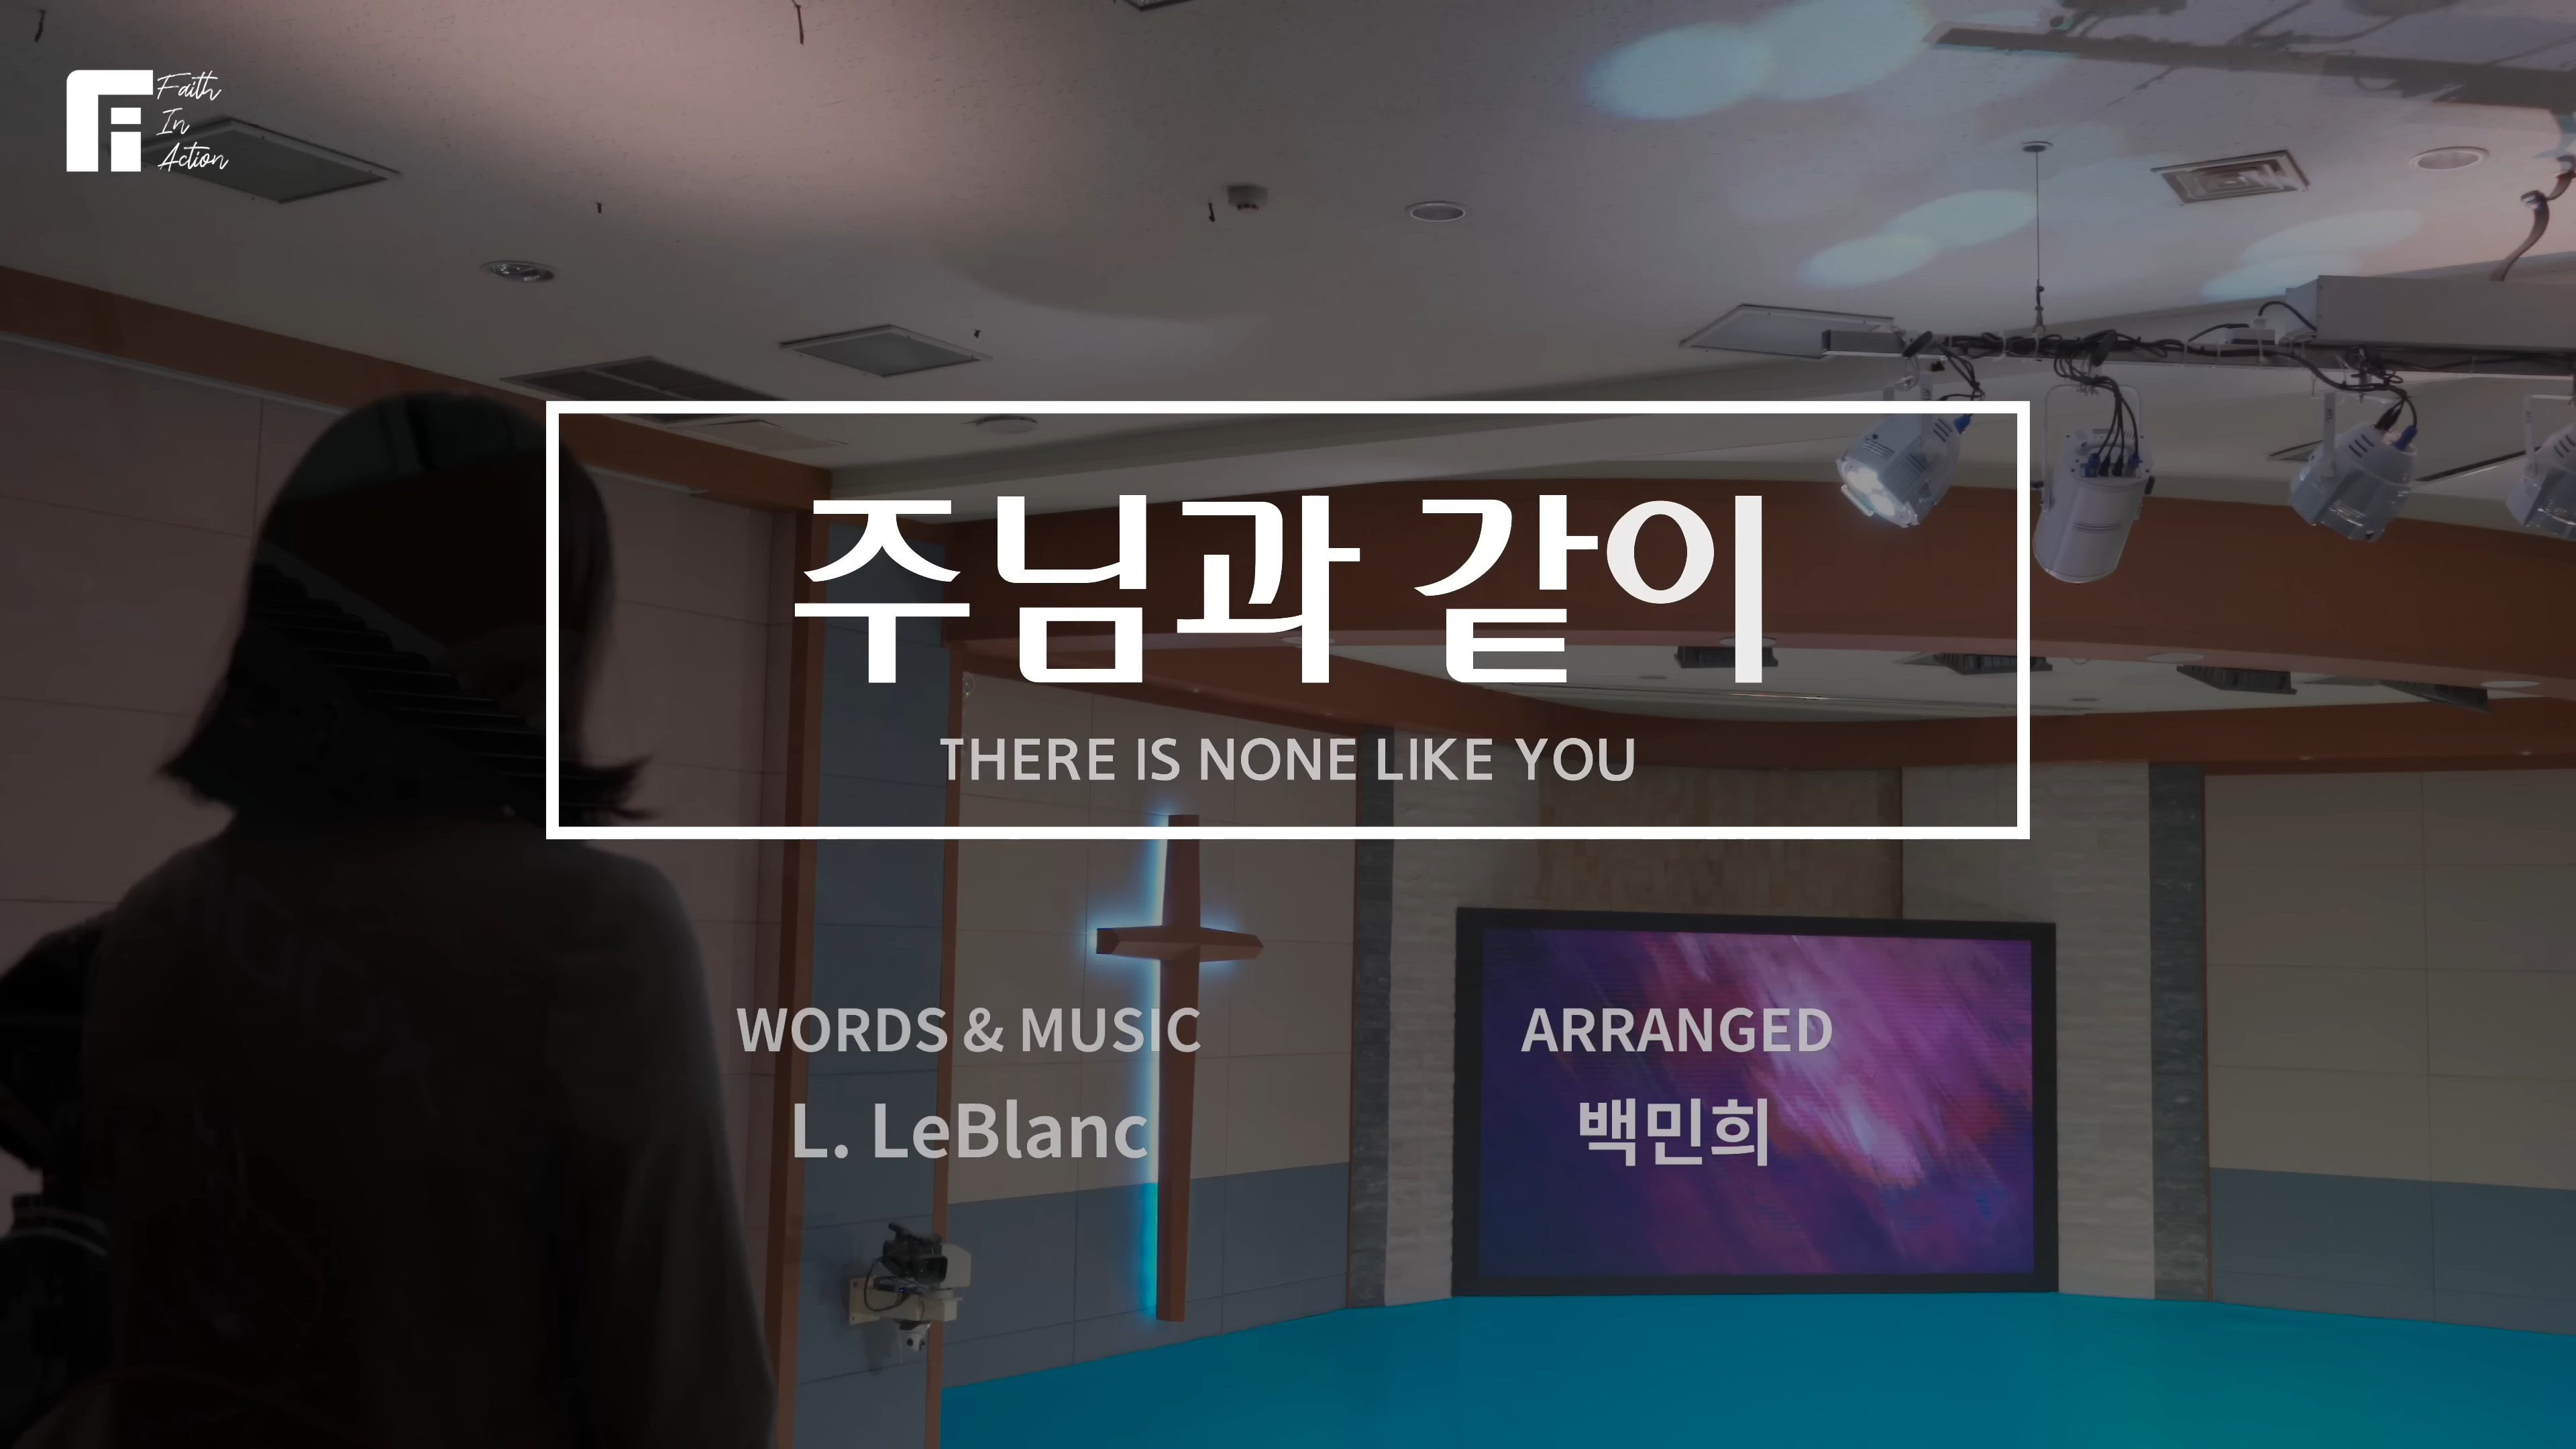 Faith
In
Action
주님과 같이
THERE IS NONE LIKE YOU
WORDS & MUSIC
L. LeBlanc
ARRANGED
백민희